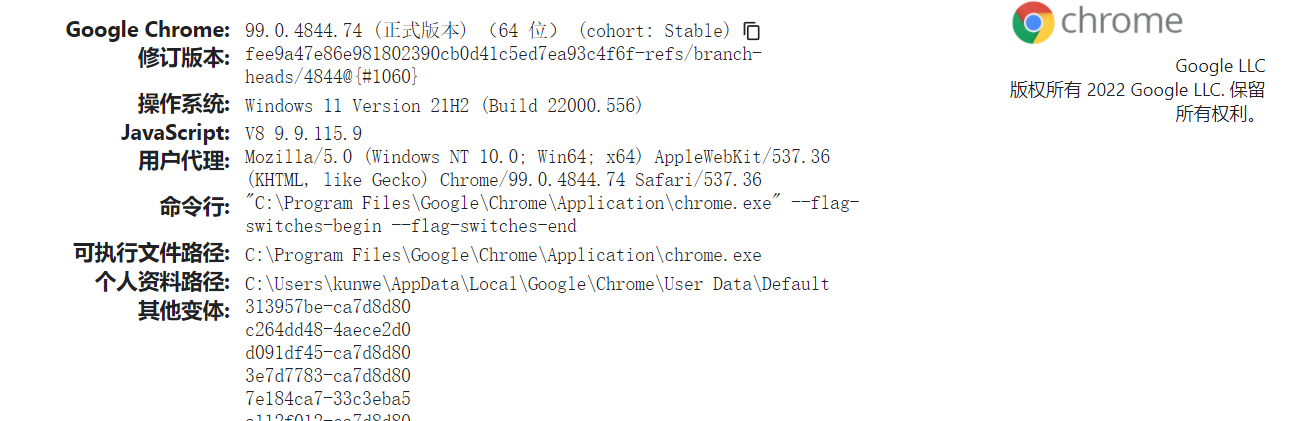 Google Chrome: 99.0.4844.74 (正式版本) (64 位) (cohort: Stable)
修订版本: fee9a47e86e981802390cb0d41c5ed7ea93c4f6f-refs/branch-
heads/4844@{#1060}
操作系统: Windows 11 Version 21H2 (Build 22000.556)
JavaScript: V8 9.9.115.9
用户代理: Mozilla/5.0 (Windows NT 10.0; Win64; x64) AppleWebKit/537.36
(KHTML, like Gecko) Chrome/99.0.4844.74 Safari/537.36
命令行: "C:\Program Files\Google\Chrome\Application\chrome.exe" --flag-
switches-begin --flag-switches-end
可执行文件路径: C:\Program Files\Google\Chrome\Application\chrome.exe
个人资料路径: C:\Users\kunwe\AppData\Local\Google\Chrome\User Data\Default
其他变体: 313957be-ca7d8d80
c264dd48-4aece2d0
d091df45-ca7d8d80
3e7d7783-ca7d8d80
7e184ca7-33c3eba5
chrome
Google LLC
版权所有 2022 Google LLC. 保留
所有权利。